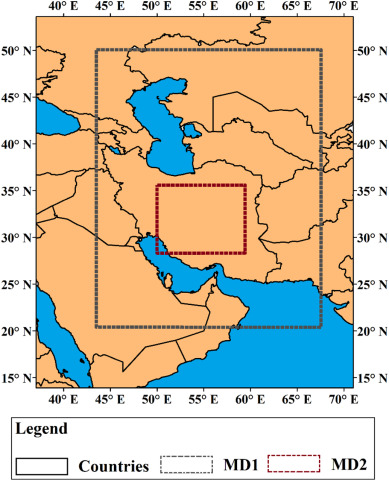 40° E 45° E 50° E 55° E 60° E 65° E 70° E
50° N 50° N
45° N 45° N
40° N 40° N
35° N 35° N
30° N 30° N
25° N 25° N
20° N 20° N
15° N 15° N
40° E 45° E 50° E 55° E 60° E 65° E 70° E
Legend
Countries MD1 MD2